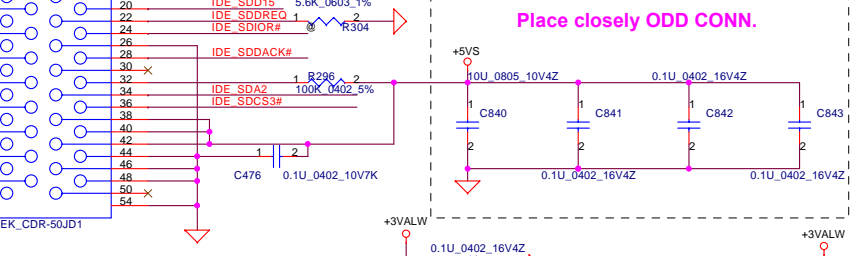 20 IDE_SDD15 5.6K_0603_1%
22 IDE_SDDREQ 1 2
24 IDE_SDIOR# @ R304
26
28 IDE_SDDACK#
30
32 1 R296 2
34 IDE_SDA2 100K_0402_5%
36 IDE_SDCS3#
38
40
42
44 1 2
46 C476 0.1U_0402_10V7K
48
50
54
EK_CDR-50JD1
Place closely ODD CONN.
+5VS
10U_0805_10V4Z 0.1U_0402_16V4Z
1 1 1 1
C840 C841 C842 C843
2 2 2 2
0.1U_0402_16V4Z 0.1U_0402_16V4Z
+3VALW
0.1U_0402_16V4Z
+3VALW